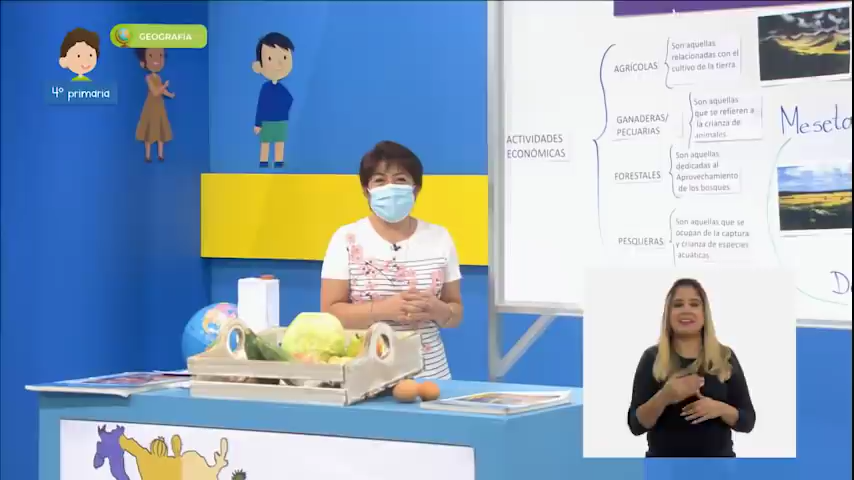 GEOGRAFÍA
4º primaria
ACTIVIDADES
ECONÓMICAS
AGRÍCOLAS
Son aquellas
relacionadas con el
cultivo de la tierra.
GANADERAS/
PECUARIAS
Son aquellas
que se refieren a
la crianza de
animales.
FORESTALES
Son aquellas
dedicadas al
Aprovechamiento
de los bosques.
PESQUERAS
Son aquellas que se
ocupan de la captura
y crianza de especies
acuáticas.
Meseta